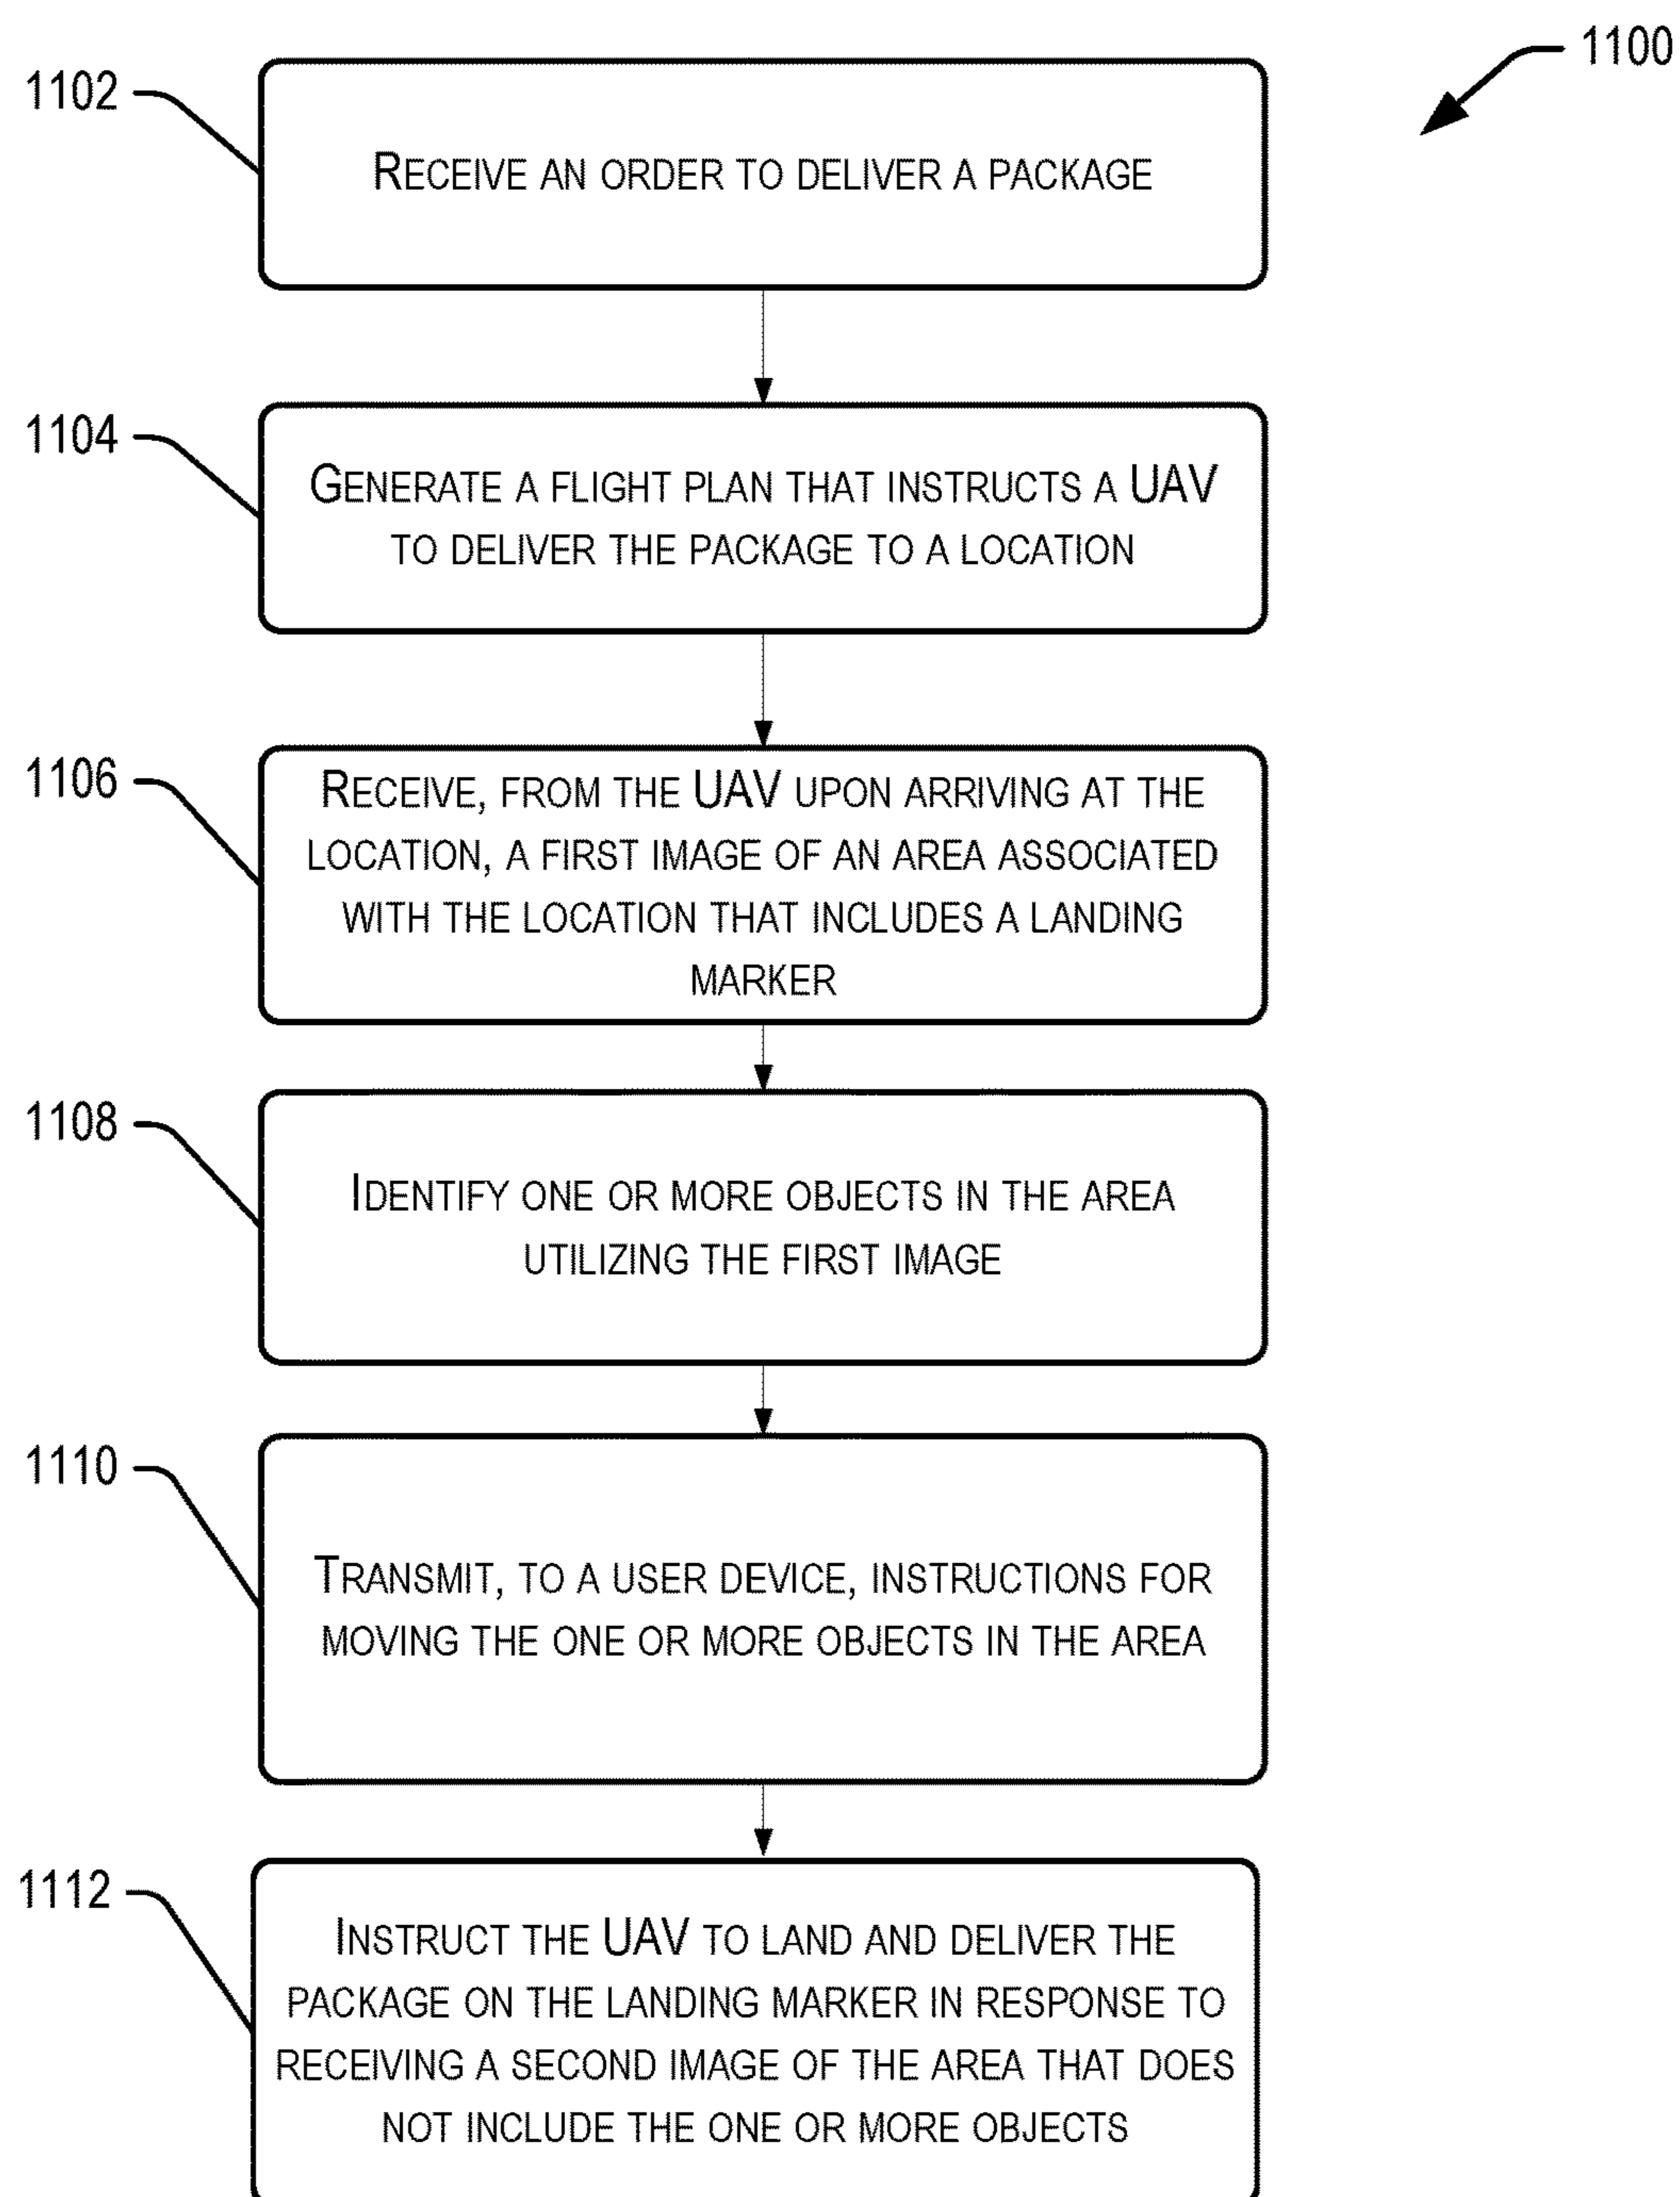 1100
1102
RECEIVE AN ORDER TO DELIVER A PACKAGE
1104
GENERATE A FLIGHT PLAN THAT INSTRUCTS A UAV
TO DELIVER THE PACKAGE TO A LOCATION
1106
RECEIVE, FROM THE UAV UPON ARRIVING AT THE
LOCATION, A FIRST IMAGE OF AN AREA ASSOCIATED
WITH THE LOCATION THAT INCLUDES A LANDING
MARKER
1108
IDENTIFY ONE OR MORE OBJECTS IN THE AREA
UTILIZING THE FIRST IMAGE
1110
TRANSMIT, TO A USER DEVICE, INSTRUCTIONS FOR
MOVING THE ONE OR MORE OBJECTS IN THE AREA
1112
INSTRUCT THE UAV TO LAND AND DELIVER THE
PACKAGE ON THE LANDING MARKER IN RESPONSE TO
RECEIVING A SECOND IMAGE OF THE AREA THAT DOES
NOT INCLUDE THE ONE OR MORE OBJECTS